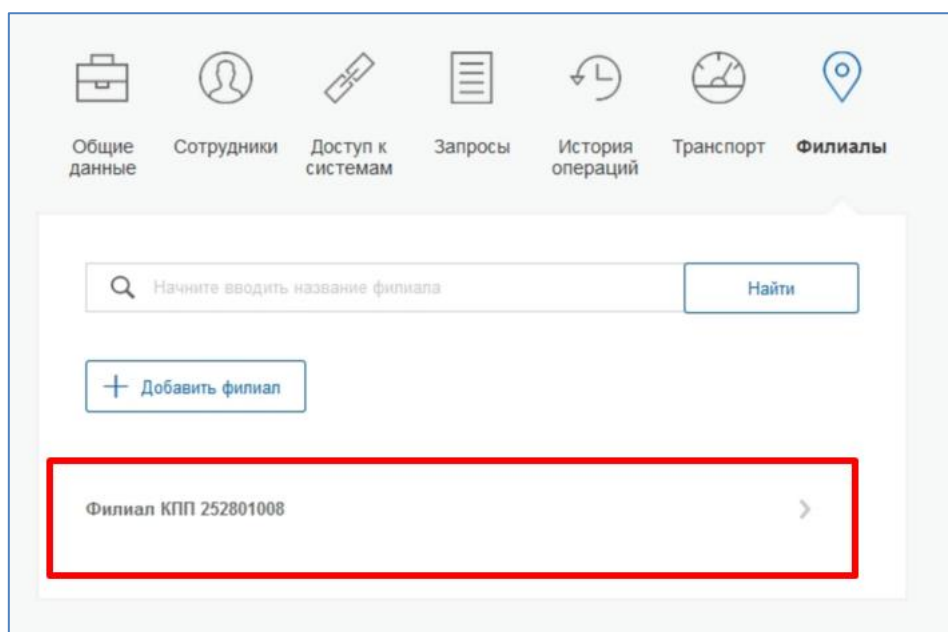 Общие данные
Сотрудники
Доступ к системам
Запросы
История операций
Транспорт
Филиалы
Начните вводить название филиала
Найти
Добавить филиал
Филиал КПП 252801008